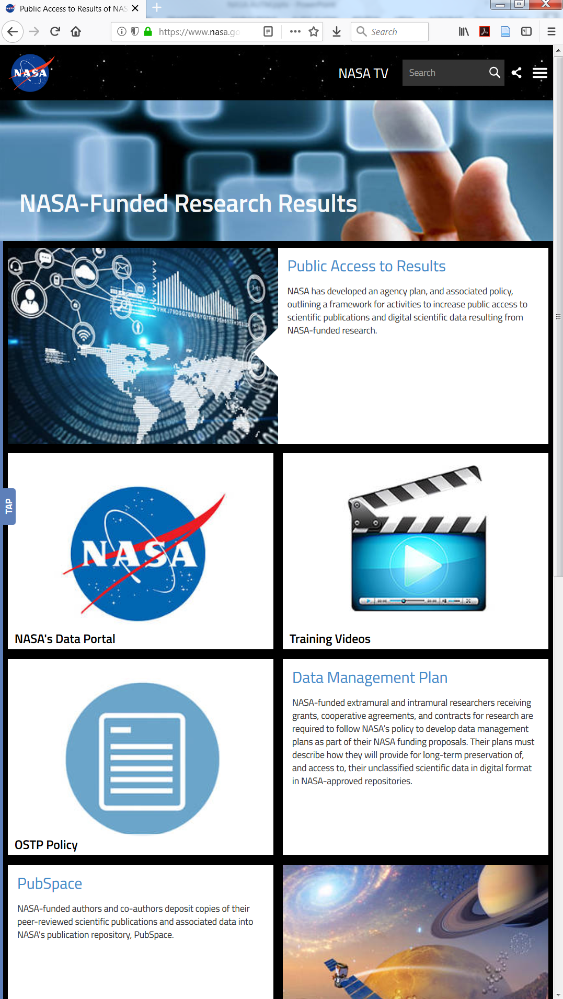 Public Access to Results of NAS
https://www.nasa.go
Search
NASA
NASA TV
Search
NASA-Funded Research Results
Public Access to Results
NASA has developed an agency plan, and associated policy,
outlining a framework for activities to increase public access to
scientific publications and digital scientific data resulting from
NASA-funded research.
TAP
NASA
NASA's Data Portal
Training Videos
OSTP Policy
Data Management Plan
NASA-funded extramural and intramural researchers receiving
grants, cooperative agreements, and contracts for research are
required to follow NASA’s policy to develop data management
plans as part of their NASA funding proposals. Their plans must
describe how they will provide for long-term preservation of,
and access to, their unclassified scientific data in digital format
in NASA-approved repositories.
PubSpace
NASA-funded authors and co-authors deposit copies of their
peer-reviewed scientific publications and associated data into
NASA's publication repository, PubSpace.